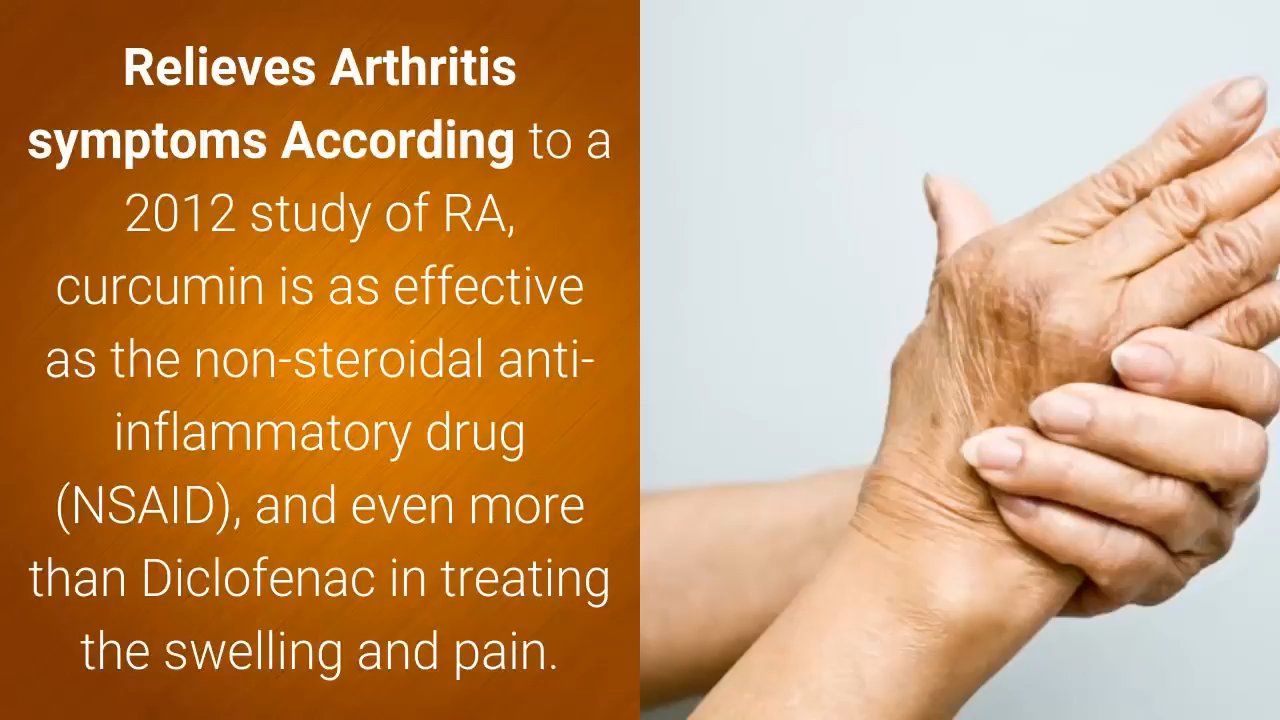 Relieves Arthritis
symptoms According to a
2012 study of RA,
curcumin is as effective
as the non-steroidal anti-
inflammatory drug
(NSAID), and even more
than Diclofenac in treating
the swelling and pain.